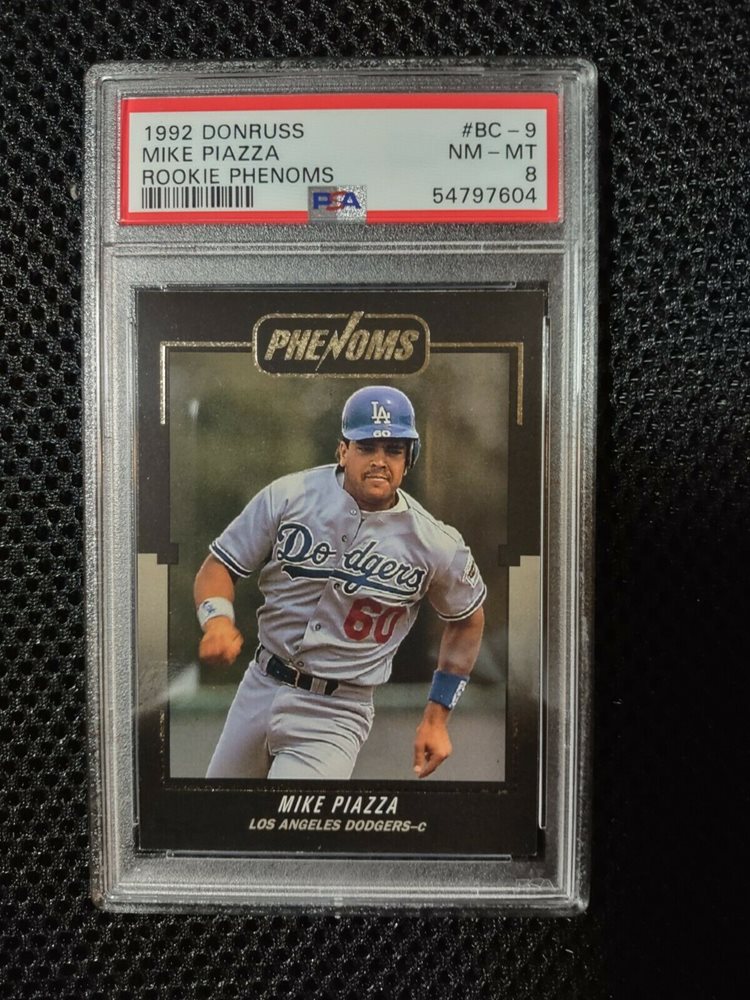 1992 DONRUSS #BC-9
MIKE PIAZZA NM-MT
ROOKIE PHENOMS 8
PSA 54797604
PHENOMS
LA
60
Dodgers
60
MIKE PIAZZA
LOS ANGELES DODGERS-C